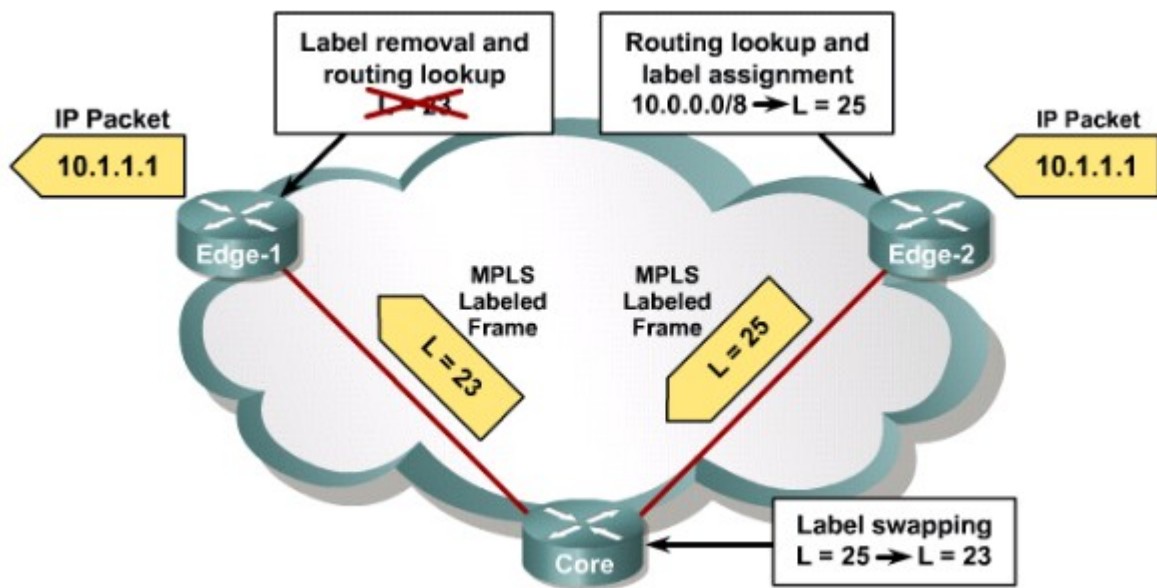 Label removal and
routing lookup
L = 23
Routing lookup and
label assignment
10.0.0.0/8 → L = 25
IP Packet
10.1.1.1
IP Packet
10.1.1.1
Edge-1
Edge-2
MPLS
Labeled
Frame
L = 23
MPLS
Labeled
Frame
L = 25
Core
Label swapping
L = 25 → L = 23